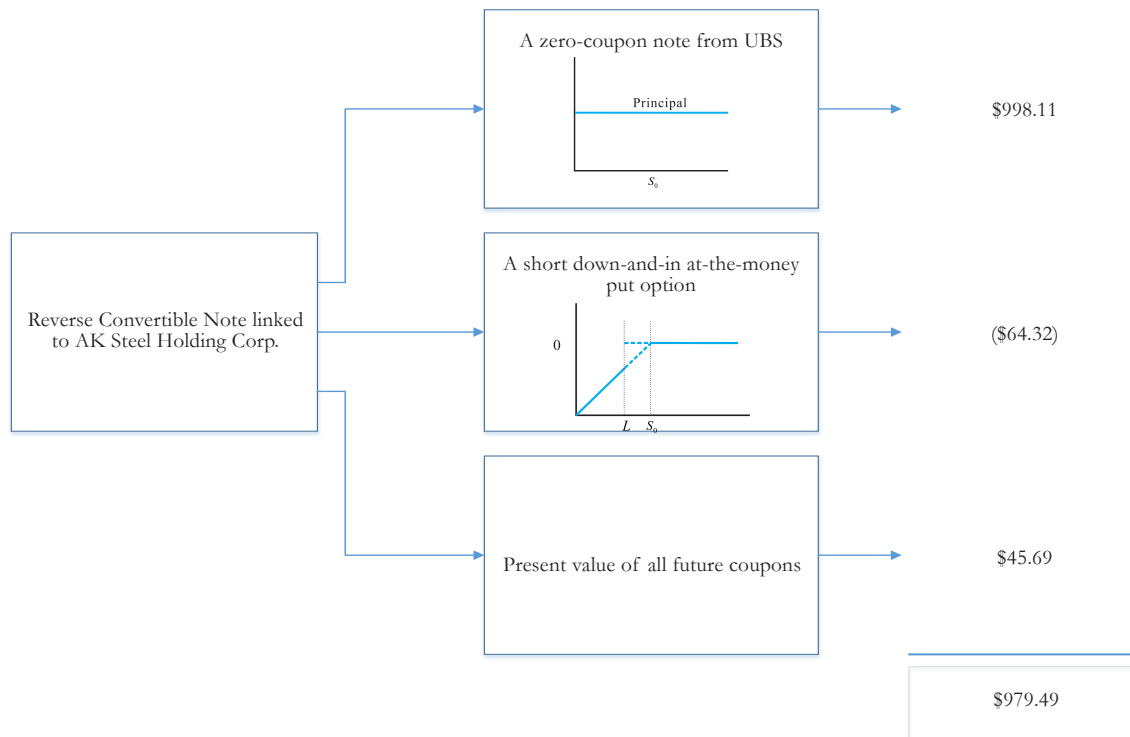 A zero-coupon note from UBS
Principal
S₀
$998.11
Reverse Convertible Note linked
to AK Steel Holding Corp.
A short down-and-in at-the-money
put option
0
L S₀
($64.32)
Present value of all future coupons
$45.69
$979.49